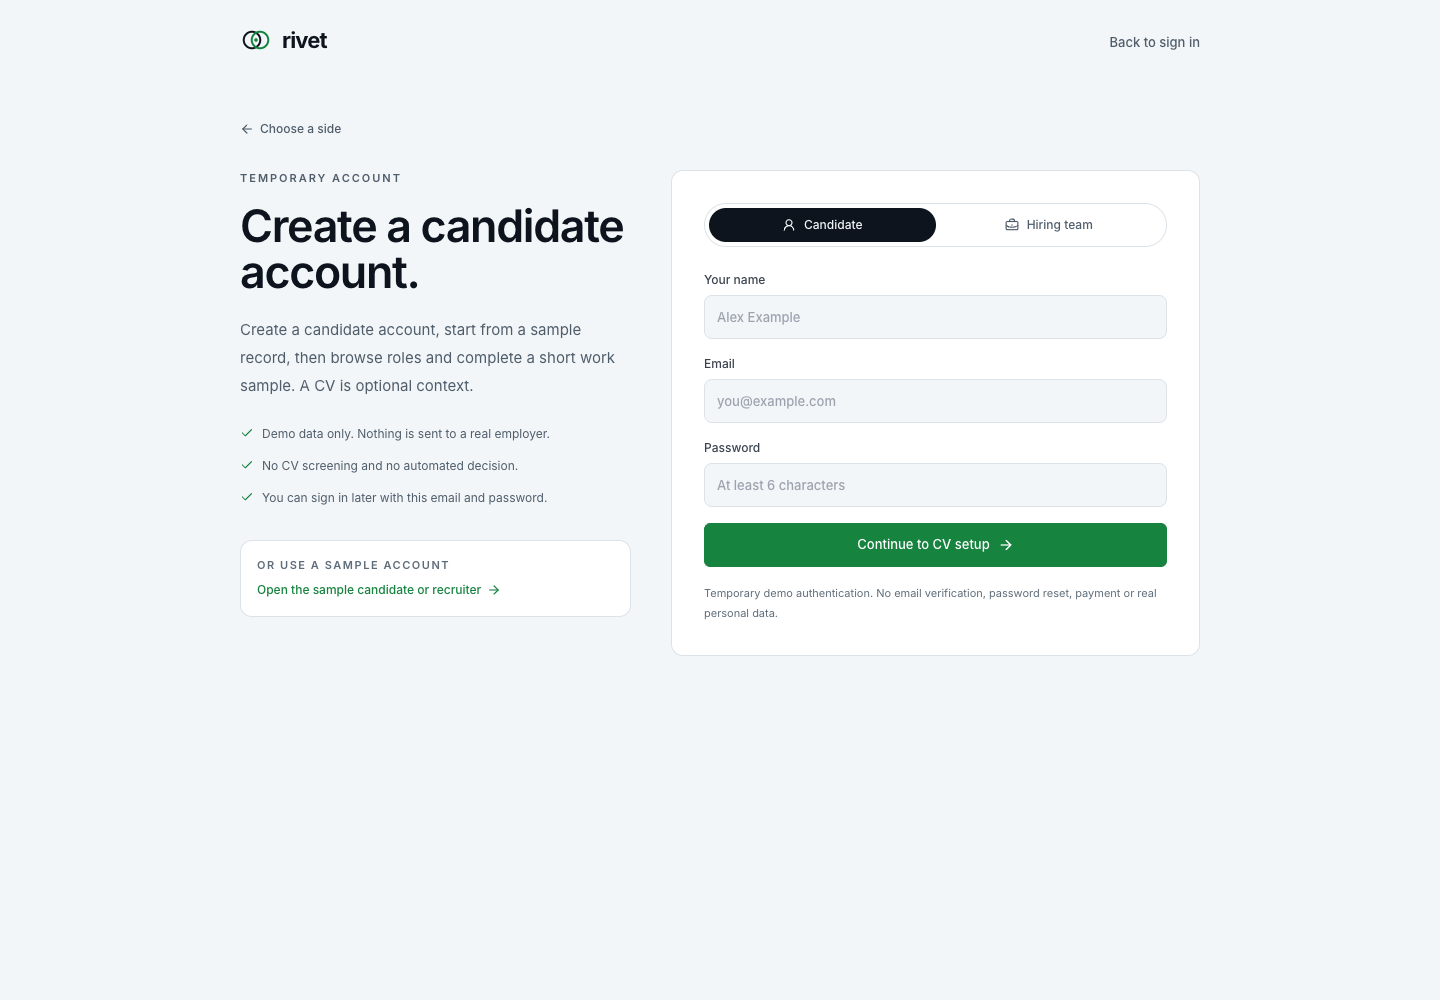 rivet
Back to sign in
Choose a side
TEMPORARY ACCOUNT
Create a candidate
account.
Create a candidate account, start from a sample
record, then browse roles and complete a short work
sample. A CV is optional context.
Demo data only. Nothing is sent to a real employer.
No CV screening and no automated decision.
You can sign in later with this email and password.
OR USE A SAMPLE ACCOUNT
Open the sample candidate or recruiter
Candidate
Hiring team
Your name
Alex Example
Email
you@example.com
Password
At least 6 characters
Continue to CV setup
Temporary demo authentication. No email verification, password reset, payment or real
personal data.